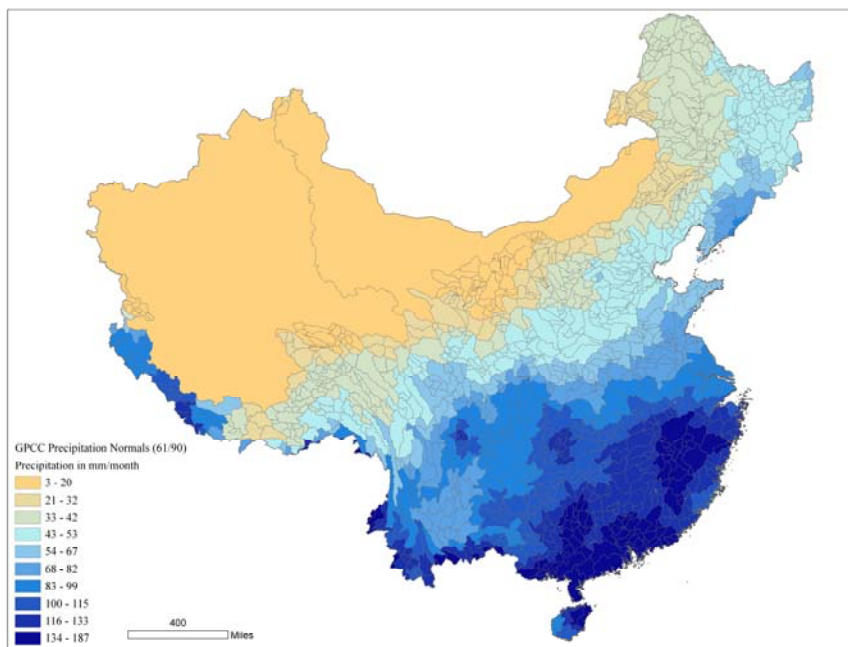 GPCC Precipitation Normals (61/90)
Precipitation in mm/month
3 - 20
21 - 32
33 - 42
43 - 53
54 - 67
68 - 82
83 - 99
100 - 115
116 - 133
134 - 187
400
Miles